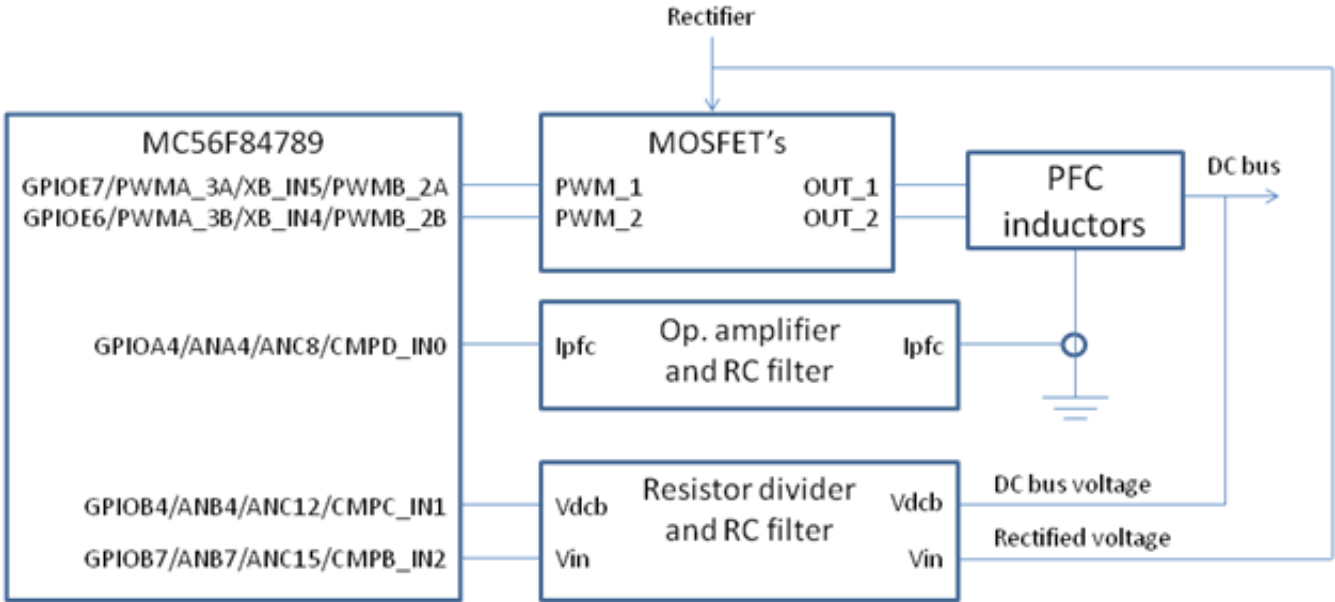 Rectifier
MC56F84789
GPIOE7/PWMA_3A/XB_IN5/PWMB_2A
GPIOE6/PWMA_3B/XB_IN4/PWMB_2B
GPIOA4/ANA4/ANC8/CMPD_IN0
GPIOB4/ANB4/ANC12/CMPC_IN1
GPIOB7/ANB7/ANC15/CMPB_IN2
MOSFET's
PWM_1
OUT_1
PWM_2
OUT_2
PFC
inductors
DC bus
Op. amplifier
and RC filter
Ipfc
Ipfc
Resistor divider
and RC filter
Vdcb
Vdcb
Vin
Vin
DC bus voltage
Rectified voltage